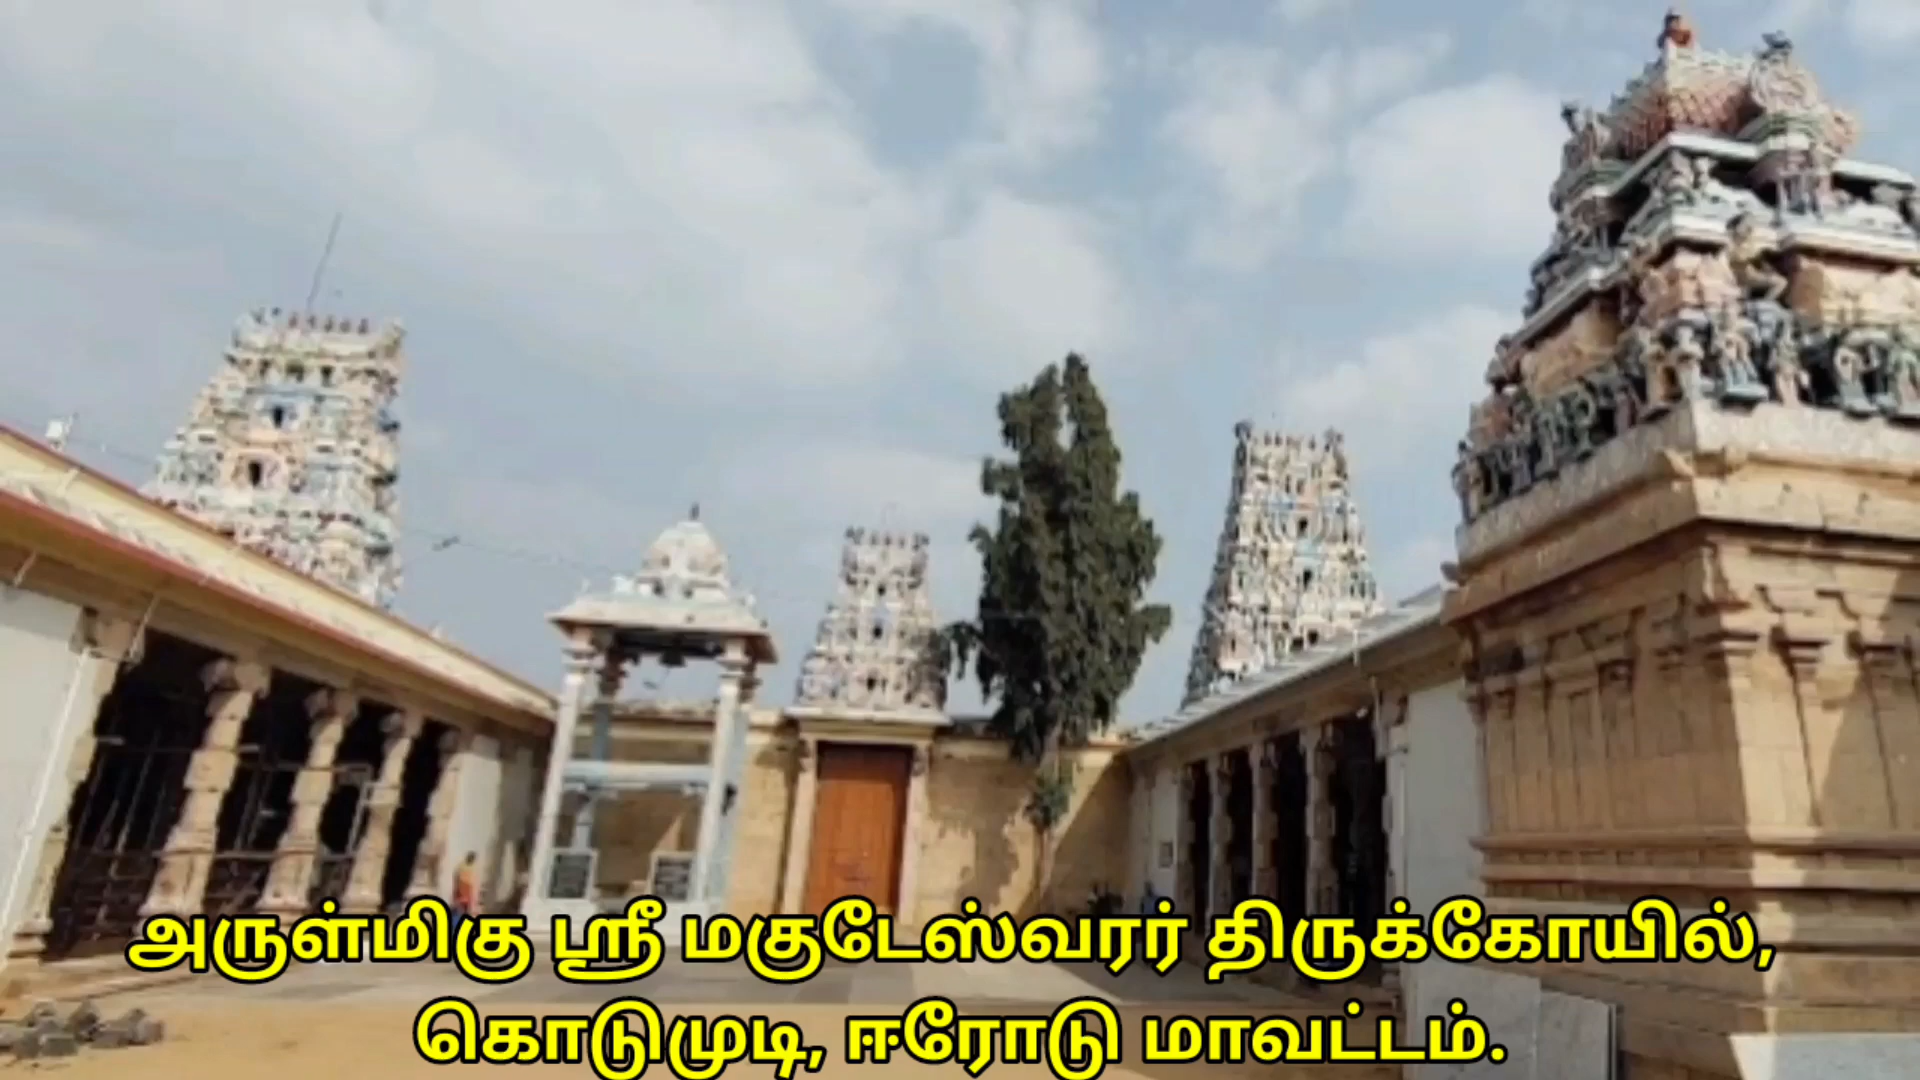 அருள்மிகு ஸ்ரீ மகுடேஸ்வரர் திருக்கோயில்,
கொடுமுடி, ஈரோடு மாவட்டம்.